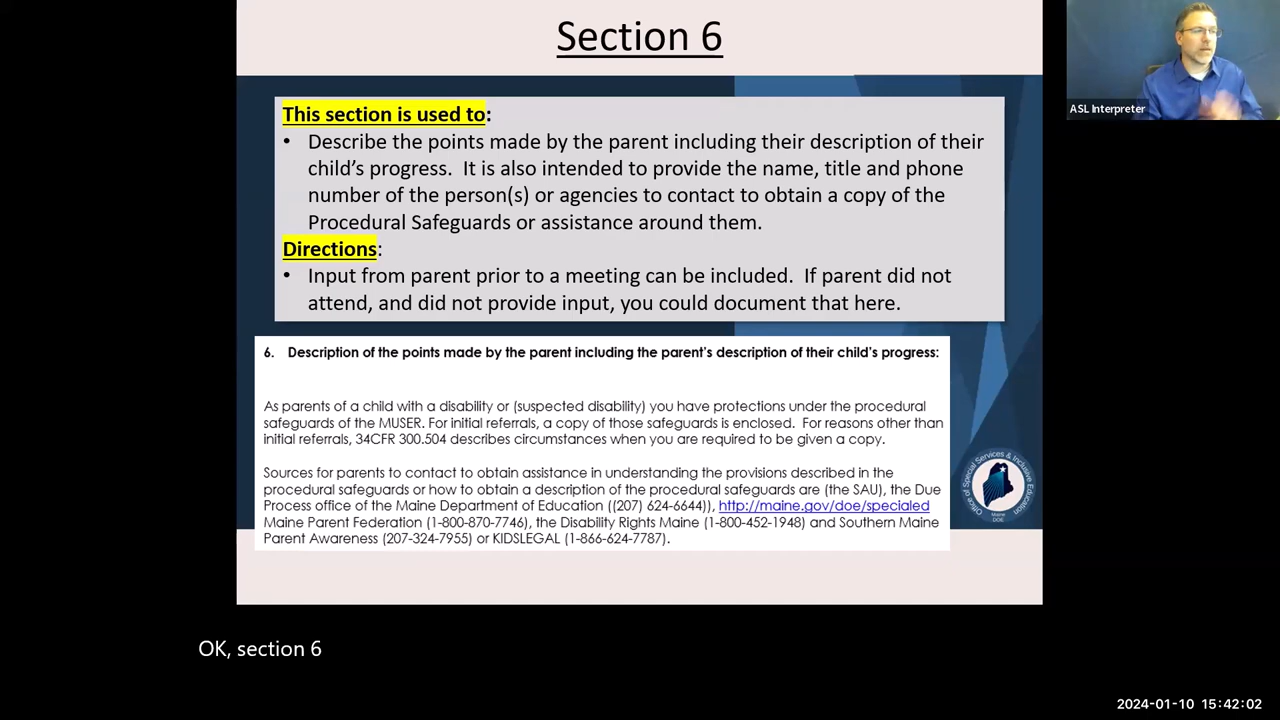 Section 6
ASL Interpreter
This section is used to:
• Describe the points made by the parent including their description of their
child's progress.  It is also intended to provide the name, title and phone
number of the person(s) or agencies to contact to obtain a copy of the
Procedural Safeguards or assistance around them.
Directions:
• Input from parent prior to a meeting can be included.  If parent did not
attend, and did not provide input, you could document that here.
6. Description of the points made by the parent including the parent's description of their child's progress:
As parents of a child with a disability or (suspected disability) you have protections under the procedural
safeguards of the MUSER. For initial referrals, a copy of those safeguards is enclosed.  For reasons other than
initial referrals, 34CFR 300.504 describes circumstances when you are required to be given a copy.
Sources for parents to contact to obtain assistance in understanding the provisions described in the
procedural safeguards or how to obtain a description of the procedural safeguards are (the SAU), the Due
Process office of the Maine Department of Education ((207) 624-6644)), http://maine.gov/doe/specialed
Maine Parent Federation (1-800-870-7746), the Disability Rights Maine (1-800-452-1948) and Southern Maine
Parent Awareness (207-324-7955) or KIDSLEGAL (1-866-624-7787).
Office of Special Services & Inclusive Education
Maine
DOE
OK, section 6
2024-01-10 15:42:02